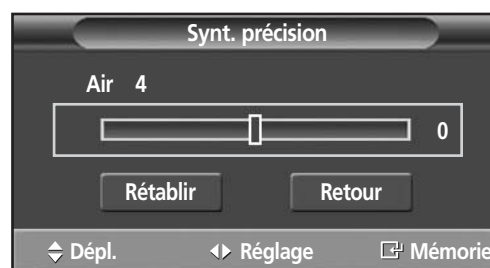 Synt. précision
Air 4
0
Rétablir Retour
Dépl. Réglage Mémorie